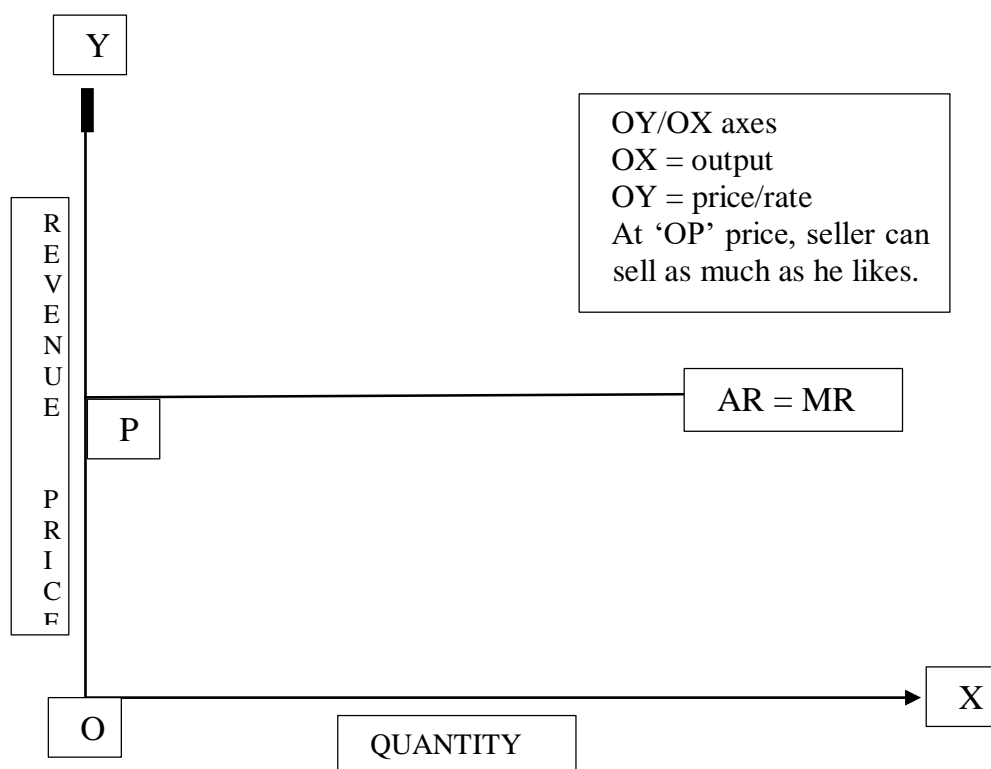 Y
OY/OX axes
OX = output
OY = price/rate
At ‘OP’ price, seller can
sell as much as he likes.
R
E
V
E
N
U
E
P
R
I
C
E
AR = MR
P
O
X
QUANTITY